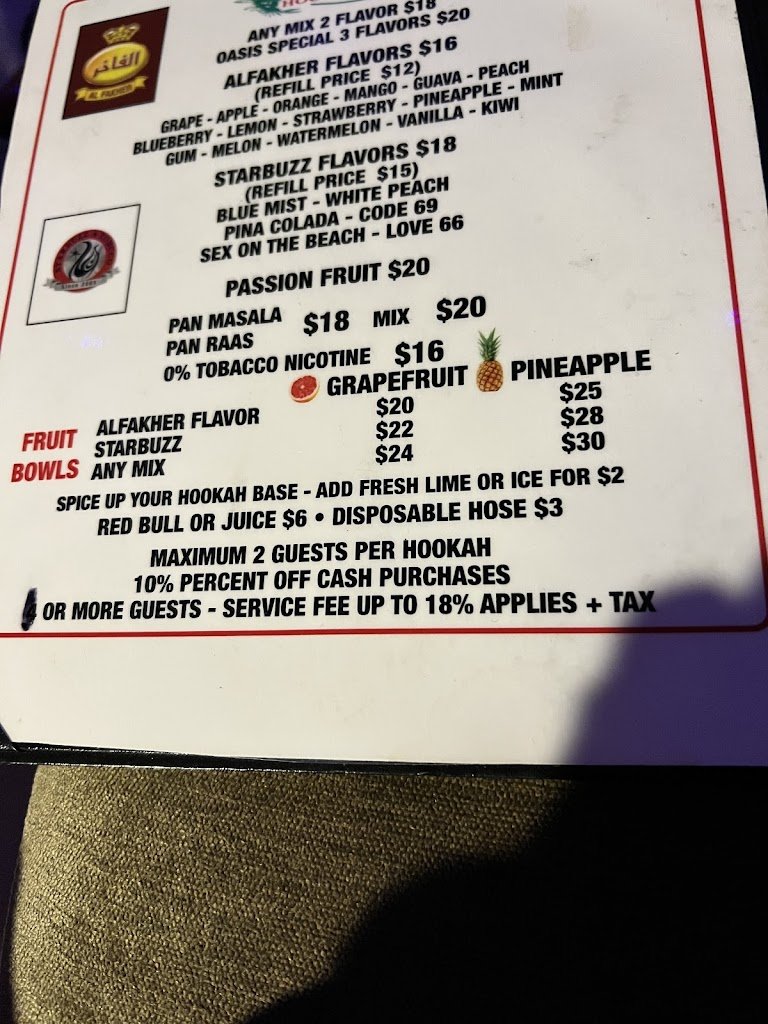 ANY MIX 2 FLAVOR $18
OASIS SPECIAL 3 FLAVORS $20
الفاخر
AL FAKHER
ALFAKHER FLAVORS $16
(REFILL PRICE $12)
GRAPE - APPLE - ORANGE - MANGO - GUAVA - PEACH
BLUEBERRY - LEMON - STRAWBERRY - PINEAPPLE - MINT
GUM - MELON - WATERMELON - VANILLA - KIWI
STARBUZZ FLAVORS $18
(REFILL PRICE $15)
BLUE MIST - WHITE PEACH
PINA COLADA - CODE 69
SEX ON THE BEACH - LOVE 66
PASSION FRUIT $20
PAN MASALA
PAN RAAS
$18 MIX $20
0% TOBACCO NICOTINE $16
GRAPEFRUIT PINEAPPLE
FRUIT BOWLS
ALFAKHER FLAVOR $20 $25
STARBUZZ $22 $28
ANY MIX $24 $30
SPICE UP YOUR HOOKAH BASE - ADD FRESH LIME OR ICE FOR $2
RED BULL OR JUICE $6 • DISPOSABLE HOSE $3
MAXIMUM 2 GUESTS PER HOOKAH
10% PERCENT OFF CASH PURCHASES
4 OR MORE GUESTS - SERVICE FEE UP TO 18% APPLIES + TAX